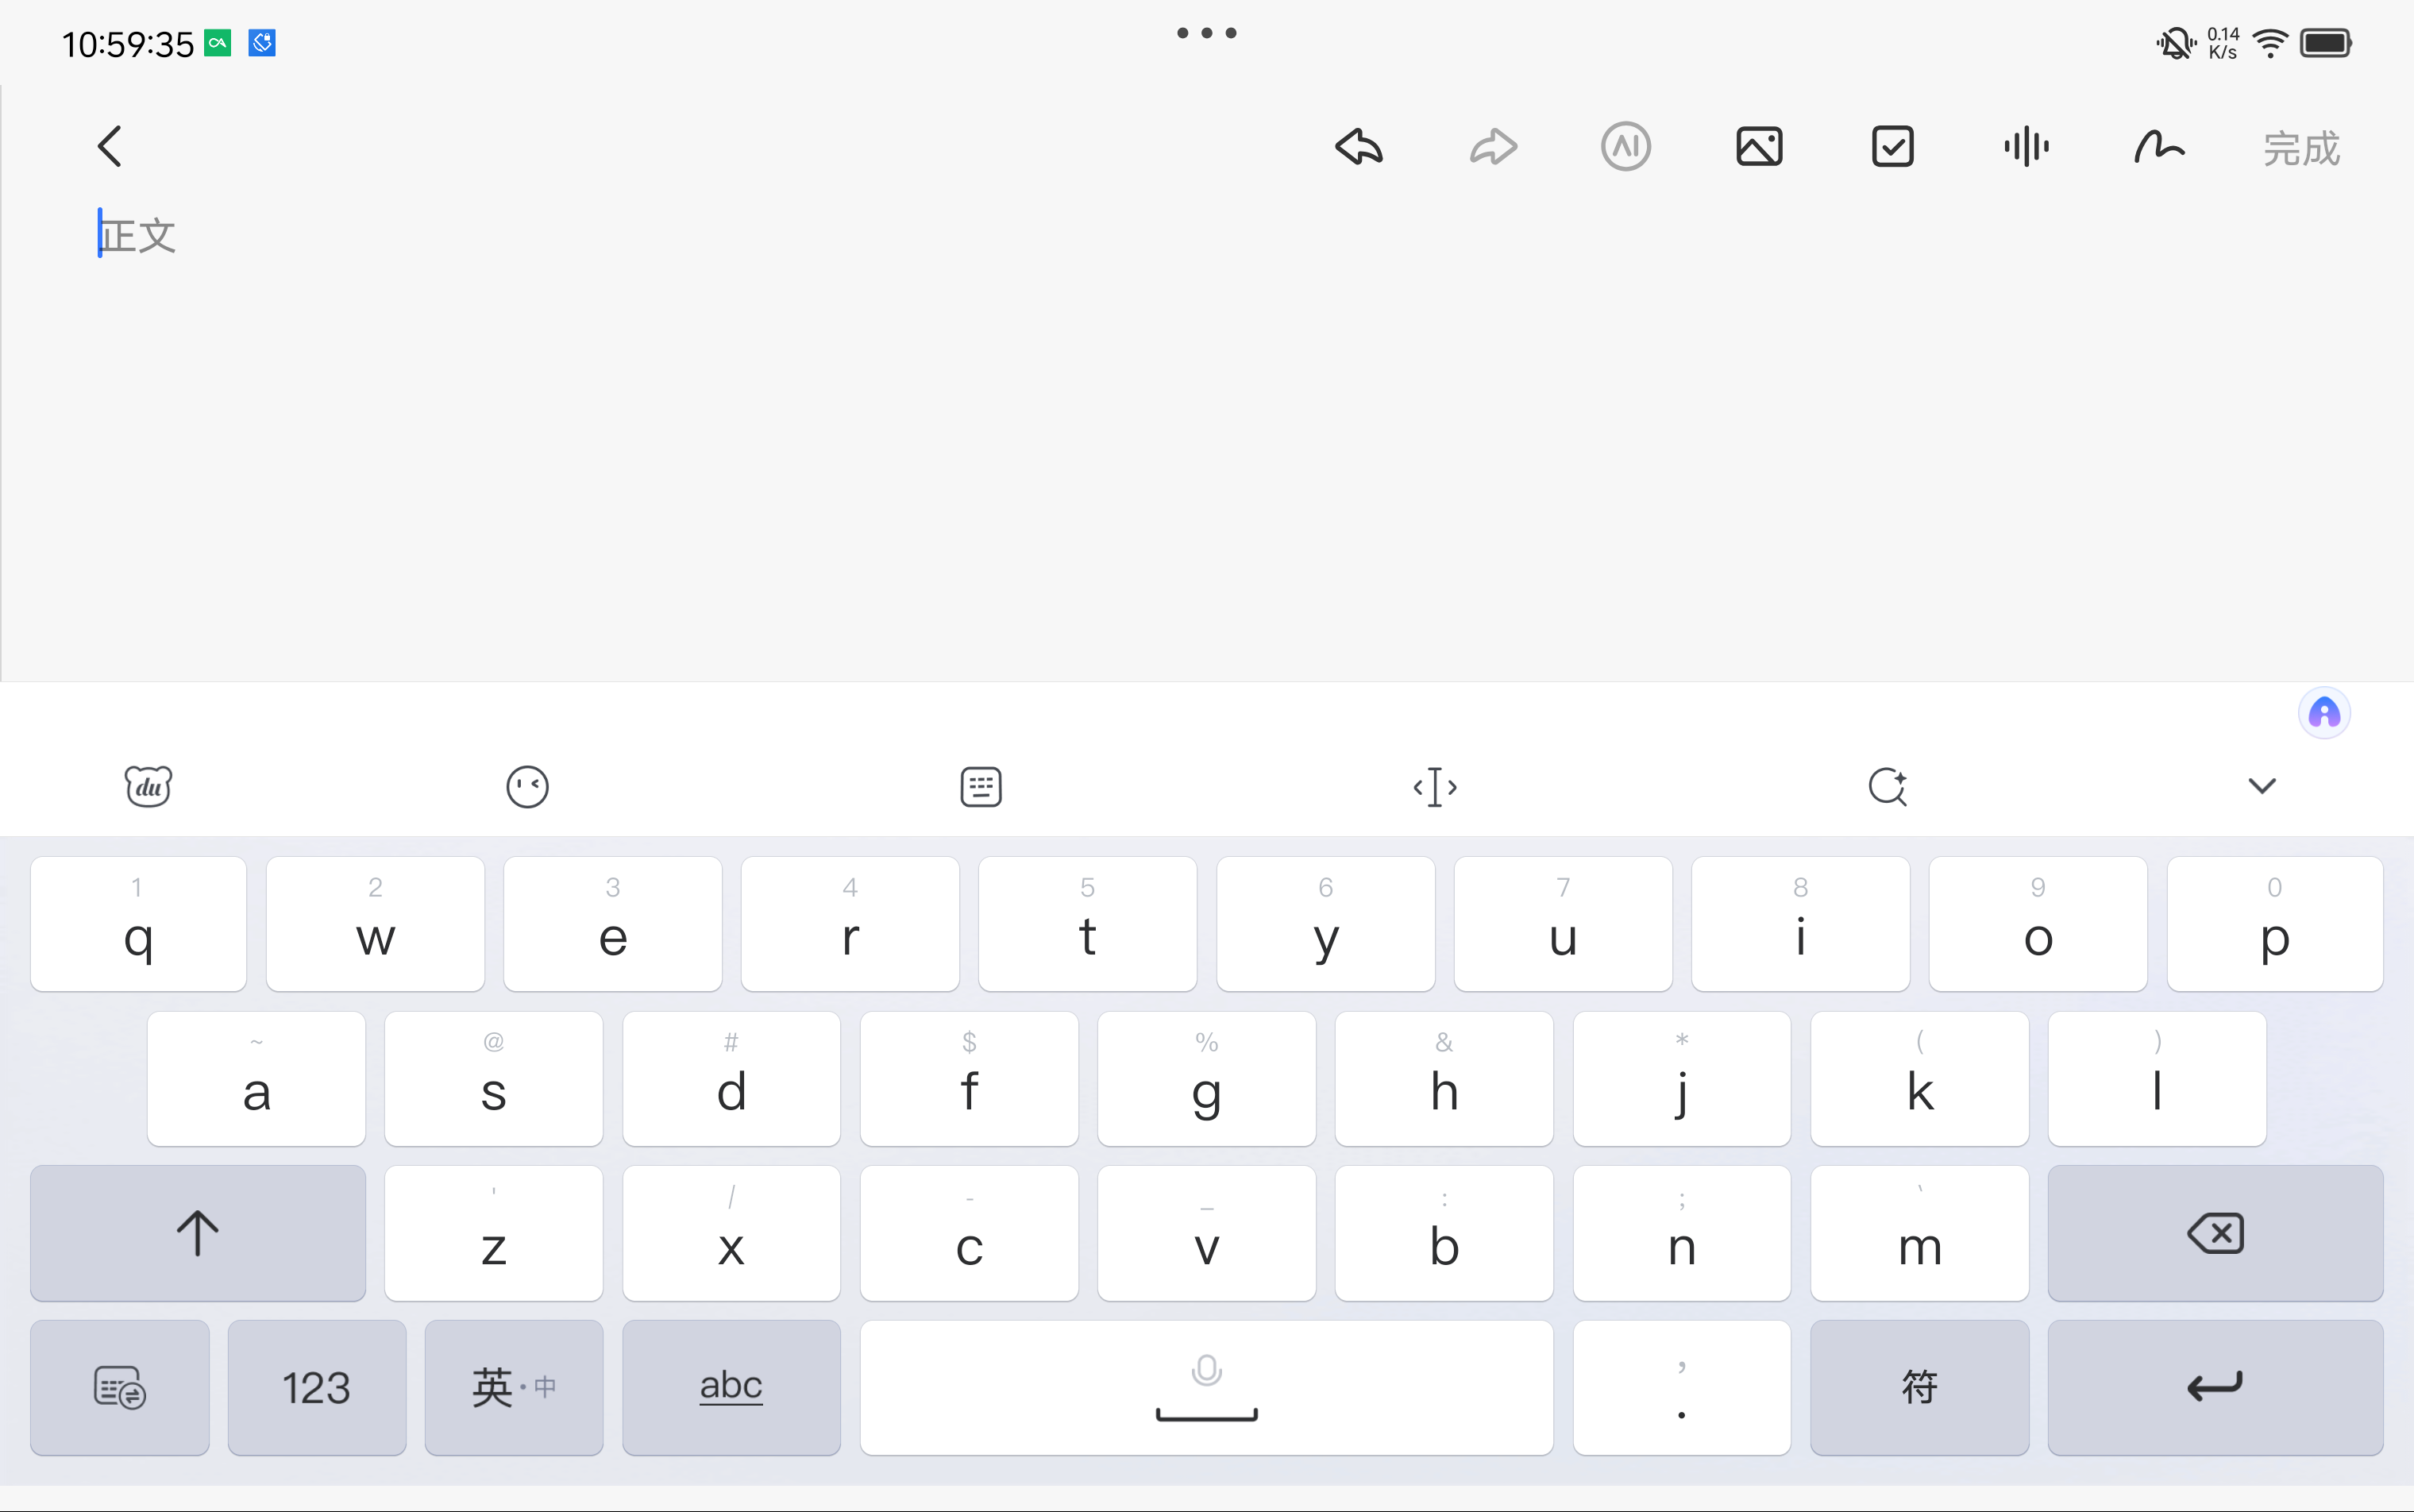 10:59:35
0.14
K/s
AI
完成
正文
du
1 2 3 4 5 6 7 8 9 0
q w e r t y u i o p
~ @ # $ % & * ( )
a s d f g h j k l
' / - _ : ; `
z x c v b n m
123 英·中 abc , . 符